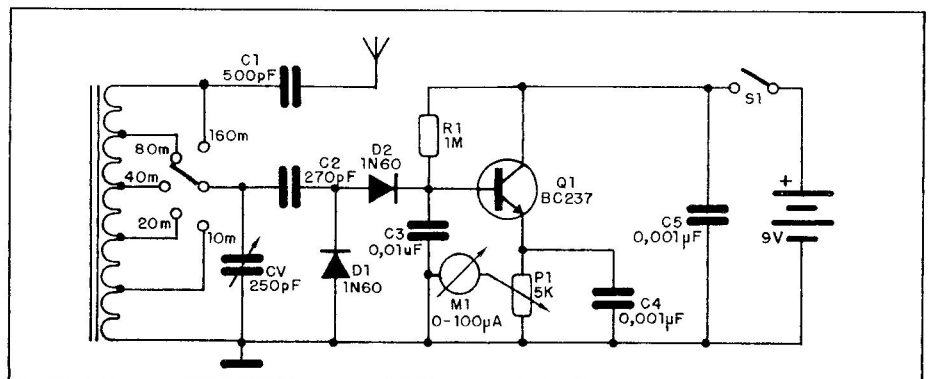 C1
500pF
S1
160m
R1
1M
80m
D2
1N60
C2
270pF
Q1
BC237
40m
+
20m
10m
C3
0,01uF
C5
0,001µF
9V
CV
250pF
D1
1N60
M1
0-100µA
P1
5K
C4
0,001µF